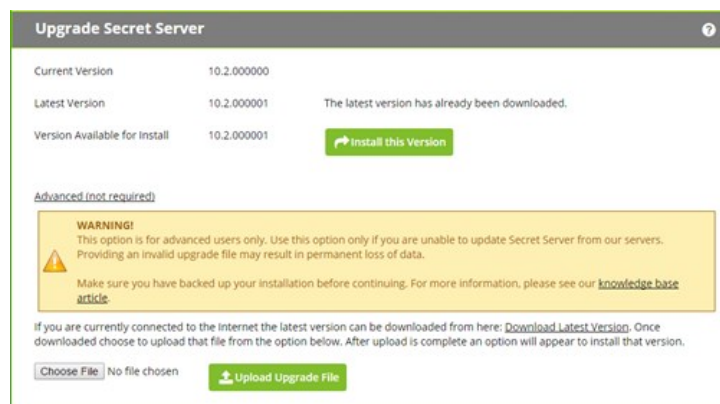 Upgrade Secret Server
?
Current Version 10.2.000000
Latest Version 10.2.000001 The latest version has already been downloaded.
Version Available for Install 10.2.000001 Install this Version
Advanced (not required)
WARNING!
This option is for advanced users only. Use this option only if you are unable to update Secret Server from our servers.
Providing an invalid upgrade file may result in permanent loss of data.
Make sure you have backed up your installation before continuing. For more information, please see our knowledge base
article.
If you are currently connected to the Internet the latest version can be downloaded from here: Download Latest Version. Once
downloaded choose to upload that file from the option below. After upload is complete an option will appear to install that version.
Choose File No file chosen Upload Upgrade File